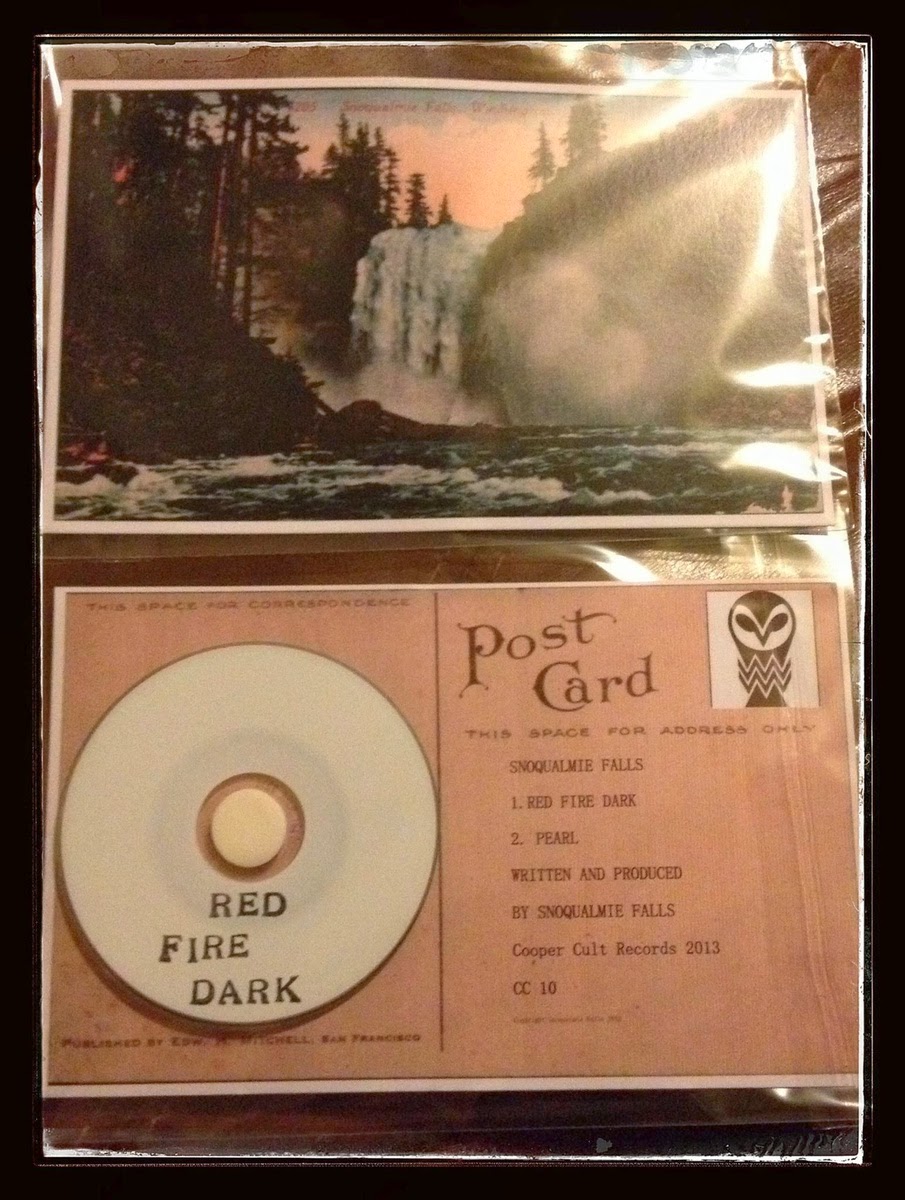 Snoqualmie Falls,
THIS SPACE FOR CORRESPONDENCE
RED
FIRE
DARK
PUBLISHED BY EDW. H. MITCHELL, SAN FRANCISCO
Post
Card
THIS SPACE FOR ADDRESS ONLY
SNOQUALMIE FALLS
1. RED FIRE DARK
2. PEARL
WRITTEN AND PRODUCED
BY SNOQUALMIE FALLS
Cooper Cult Records 2013
CC 10